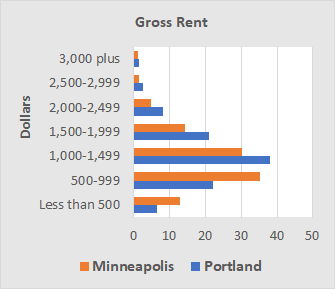 Gross Rent
Dollars
3,000 plus
2,500-2,999
2,000-2,499
1,500-1,999
1,000-1,499
500-999
Less than 500
0 10 20 30 40 50
Minneapolis Portland